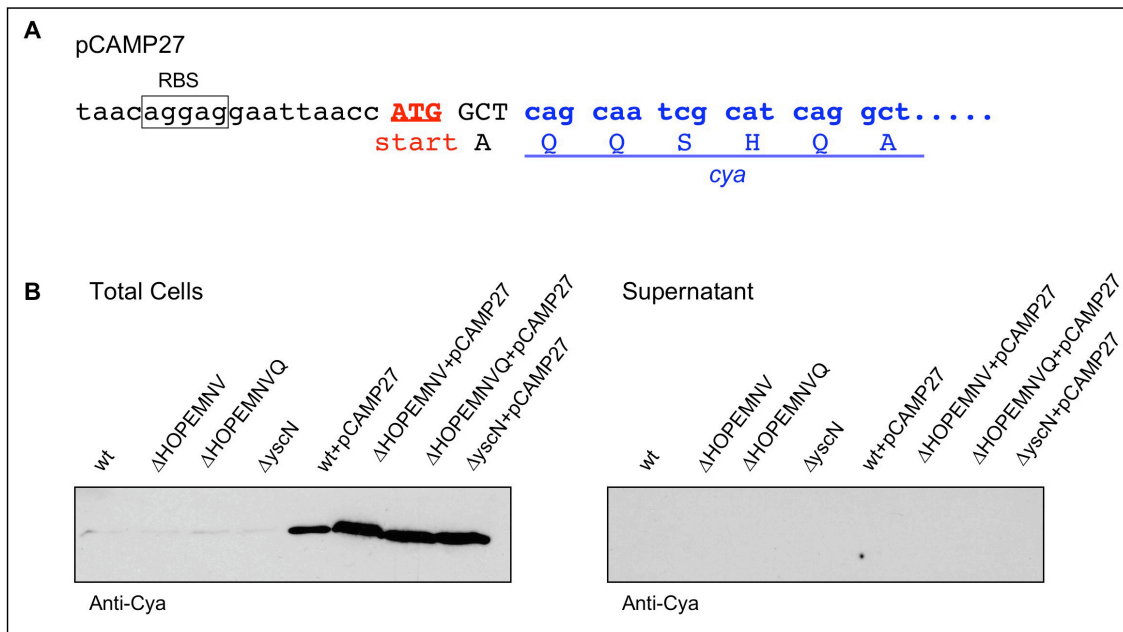 A
pCAMP27
RBS
taacaggaggaattaacc ATG GCT cag caa tcg cat cag gct.....
start A Q Q S H Q A
cya
B
Total Cells
wt
ΔHOPEMNV
ΔHOPEMNVQ
ΔyscN
wt+pCAMP27
ΔHOPEMNV+pCAMP27
ΔHOPEMNVQ+pCAMP27
ΔyscN+pCAMP27
Anti-Cya
Supernatant
wt
ΔHOPEMNV
ΔHOPEMNVQ
ΔyscN
wt+pCAMP27
ΔHOPEMNV+pCAMP27
ΔHOPEMNVQ+pCAMP27
ΔyscN+pCAMP27
Anti-Cya